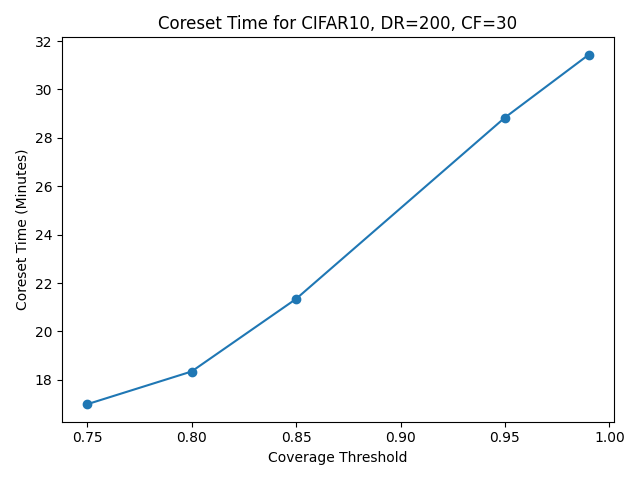 Coreset Time for CIFAR10, DR=200, CF=30
Coreset Time (Minutes)
32
30
28
26
24
22
20
18
0.75 0.80 0.85 0.90 0.95 1.00
Coverage Threshold